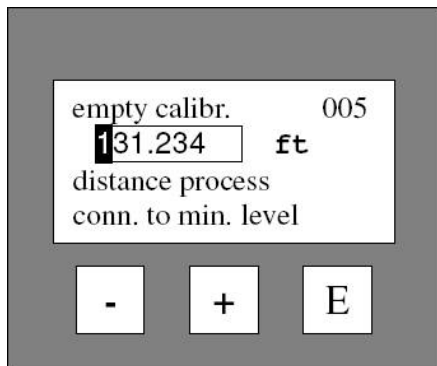 empty calibr. 005
131.234 ft
distance process
conn. to min. level
- + E